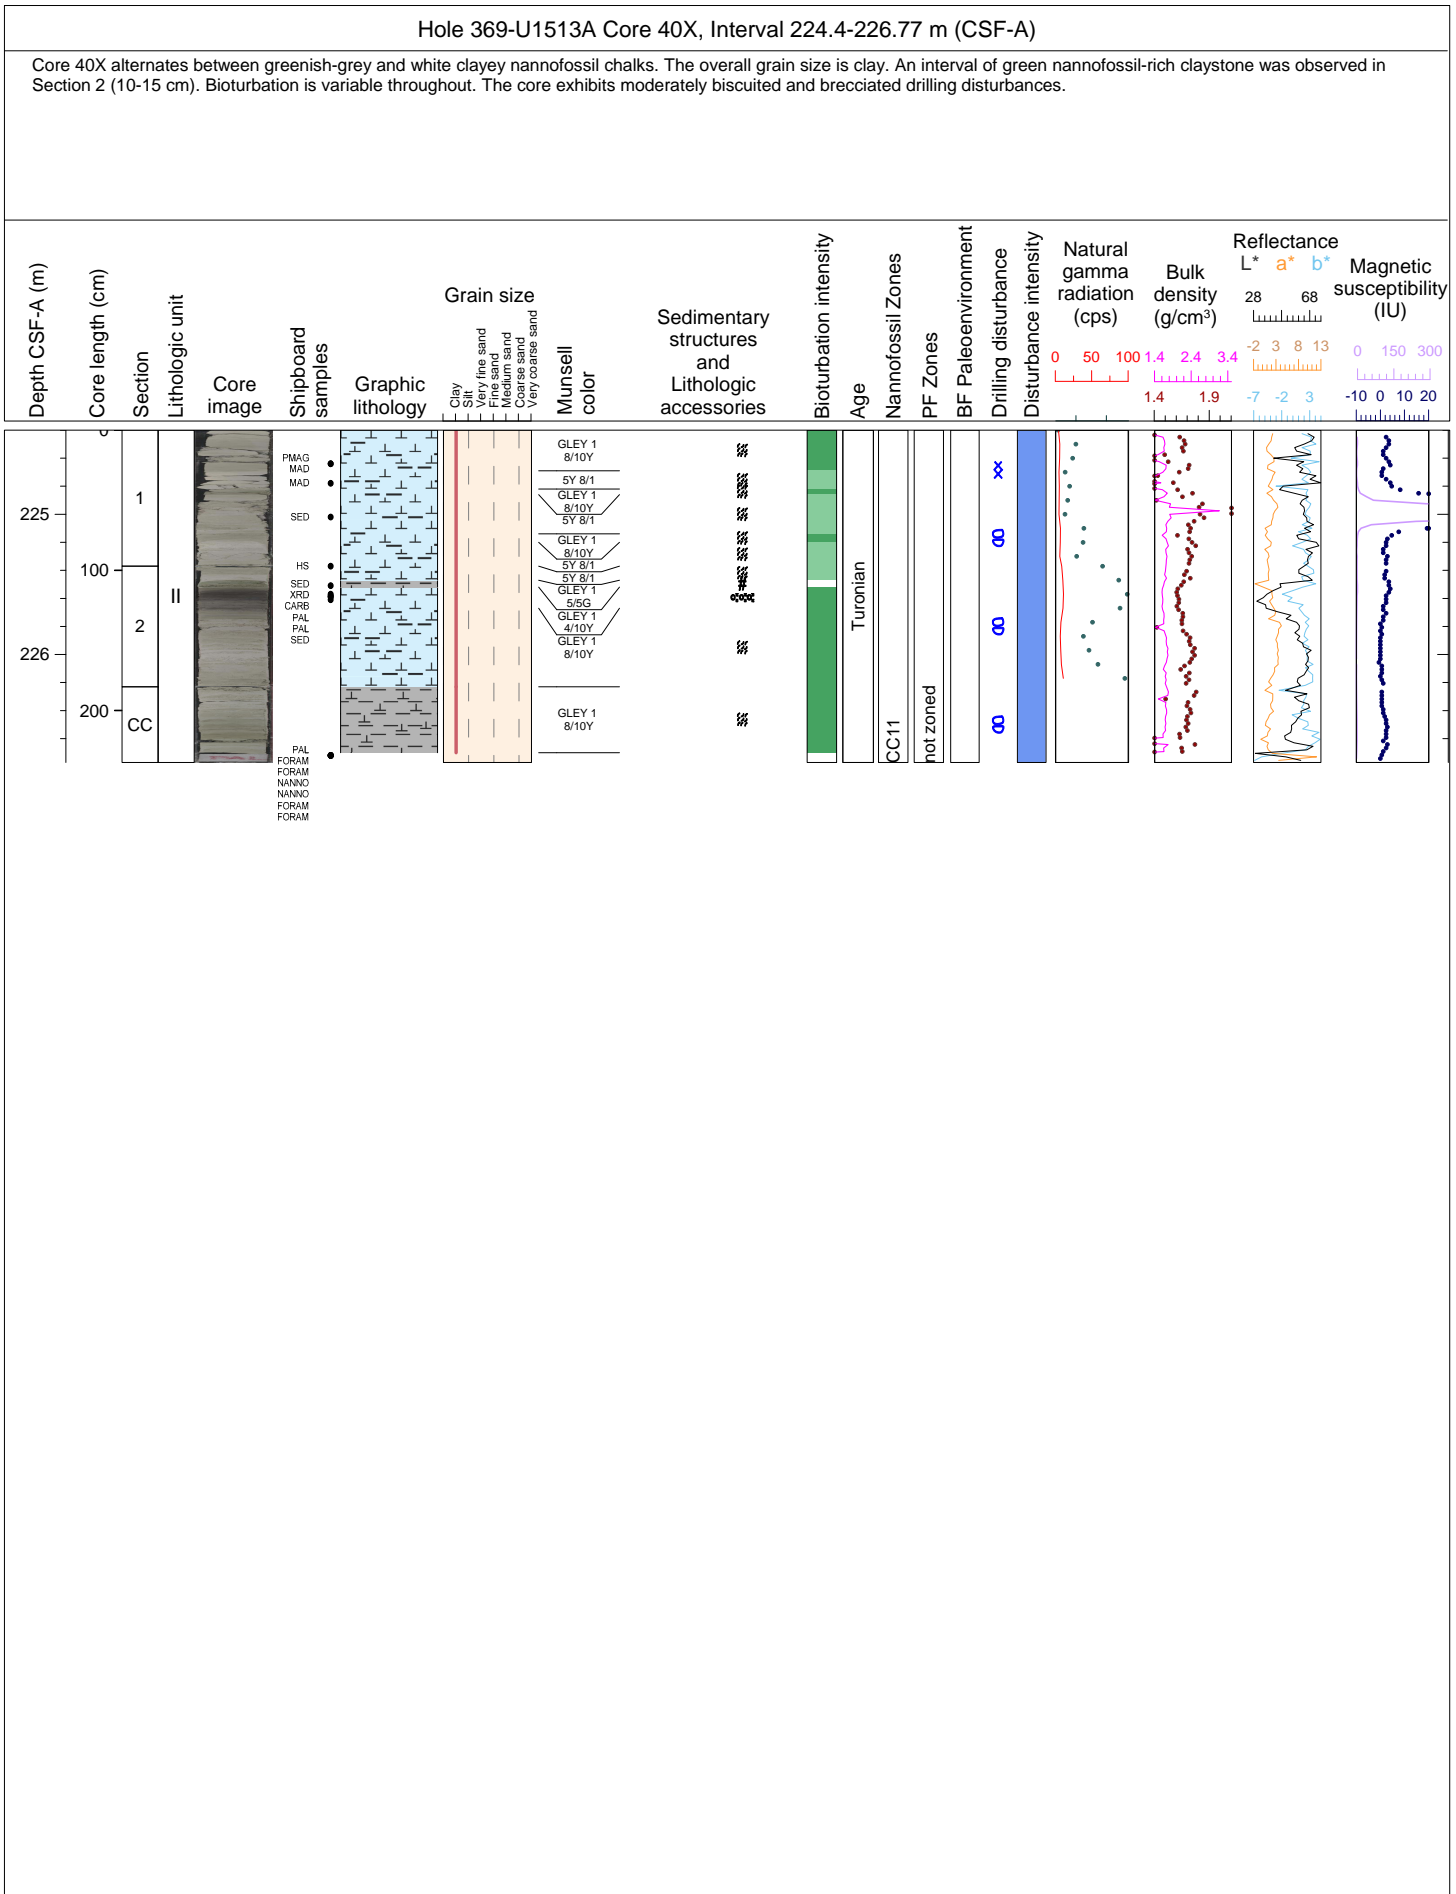 Hole 369-U1513A Core 40X, Interval 224.4-226.77 m (CSF-A)
Core 40X alternates between greenish-grey and white clayey nannofossil chalks. The overall grain size is clay. An interval of green nannofossil-rich claystone was observed in
Section 2 (10-15 cm). Bioturbation is variable throughout. The core exhibits moderately biscuited and brecciated drilling disturbances.
Depth CSF-A (m)
Core length (cm)
Section
Lithologic unit
Core
image
Shipboard
samples
Graphic
lithology
Grain size
Clay
Silt
Very fine sand
Fine sand
Medium sand
Coarse sand
Very coarse sand
Munsell
color
Sedimentary
structures
and
Lithologic
accessories
Bioturbation intensity
Age
Nannofossil Zones
PF Zones
BF Paleoenvironment
Drilling disturbance
Disturbance intensity
Natural
gamma
radiation
(cps)
0 50 100
Bulk
density
(g/cm³)
1.4 2.4 3.4
1.4 1.9
Reflectance
L* a* b*
28 68
-2 3 8 13
-7 -2 3
Magnetic
susceptibility
(IU)
0 150 300
-10 0 10 20
225
226
0
100
200
1
2
CC
II
PMAG
MAD
MAD
SED
HS
SED
XRD
CARB
PAL
PAL
SED
PAL
FORAM
FORAM
NANNO
NANNO
FORAM
FORAM
GLEY 1
8/10Y
5Y 8/1
GLEY 1
8/10Y
5Y 8/1
GLEY 1
8/10Y
5Y 8/1
5Y 8/1
GLEY 1
5/5G
GLEY 1
4/10Y
GLEY 1
8/10Y
GLEY 1
8/10Y
Turonian
CC11
not zoned